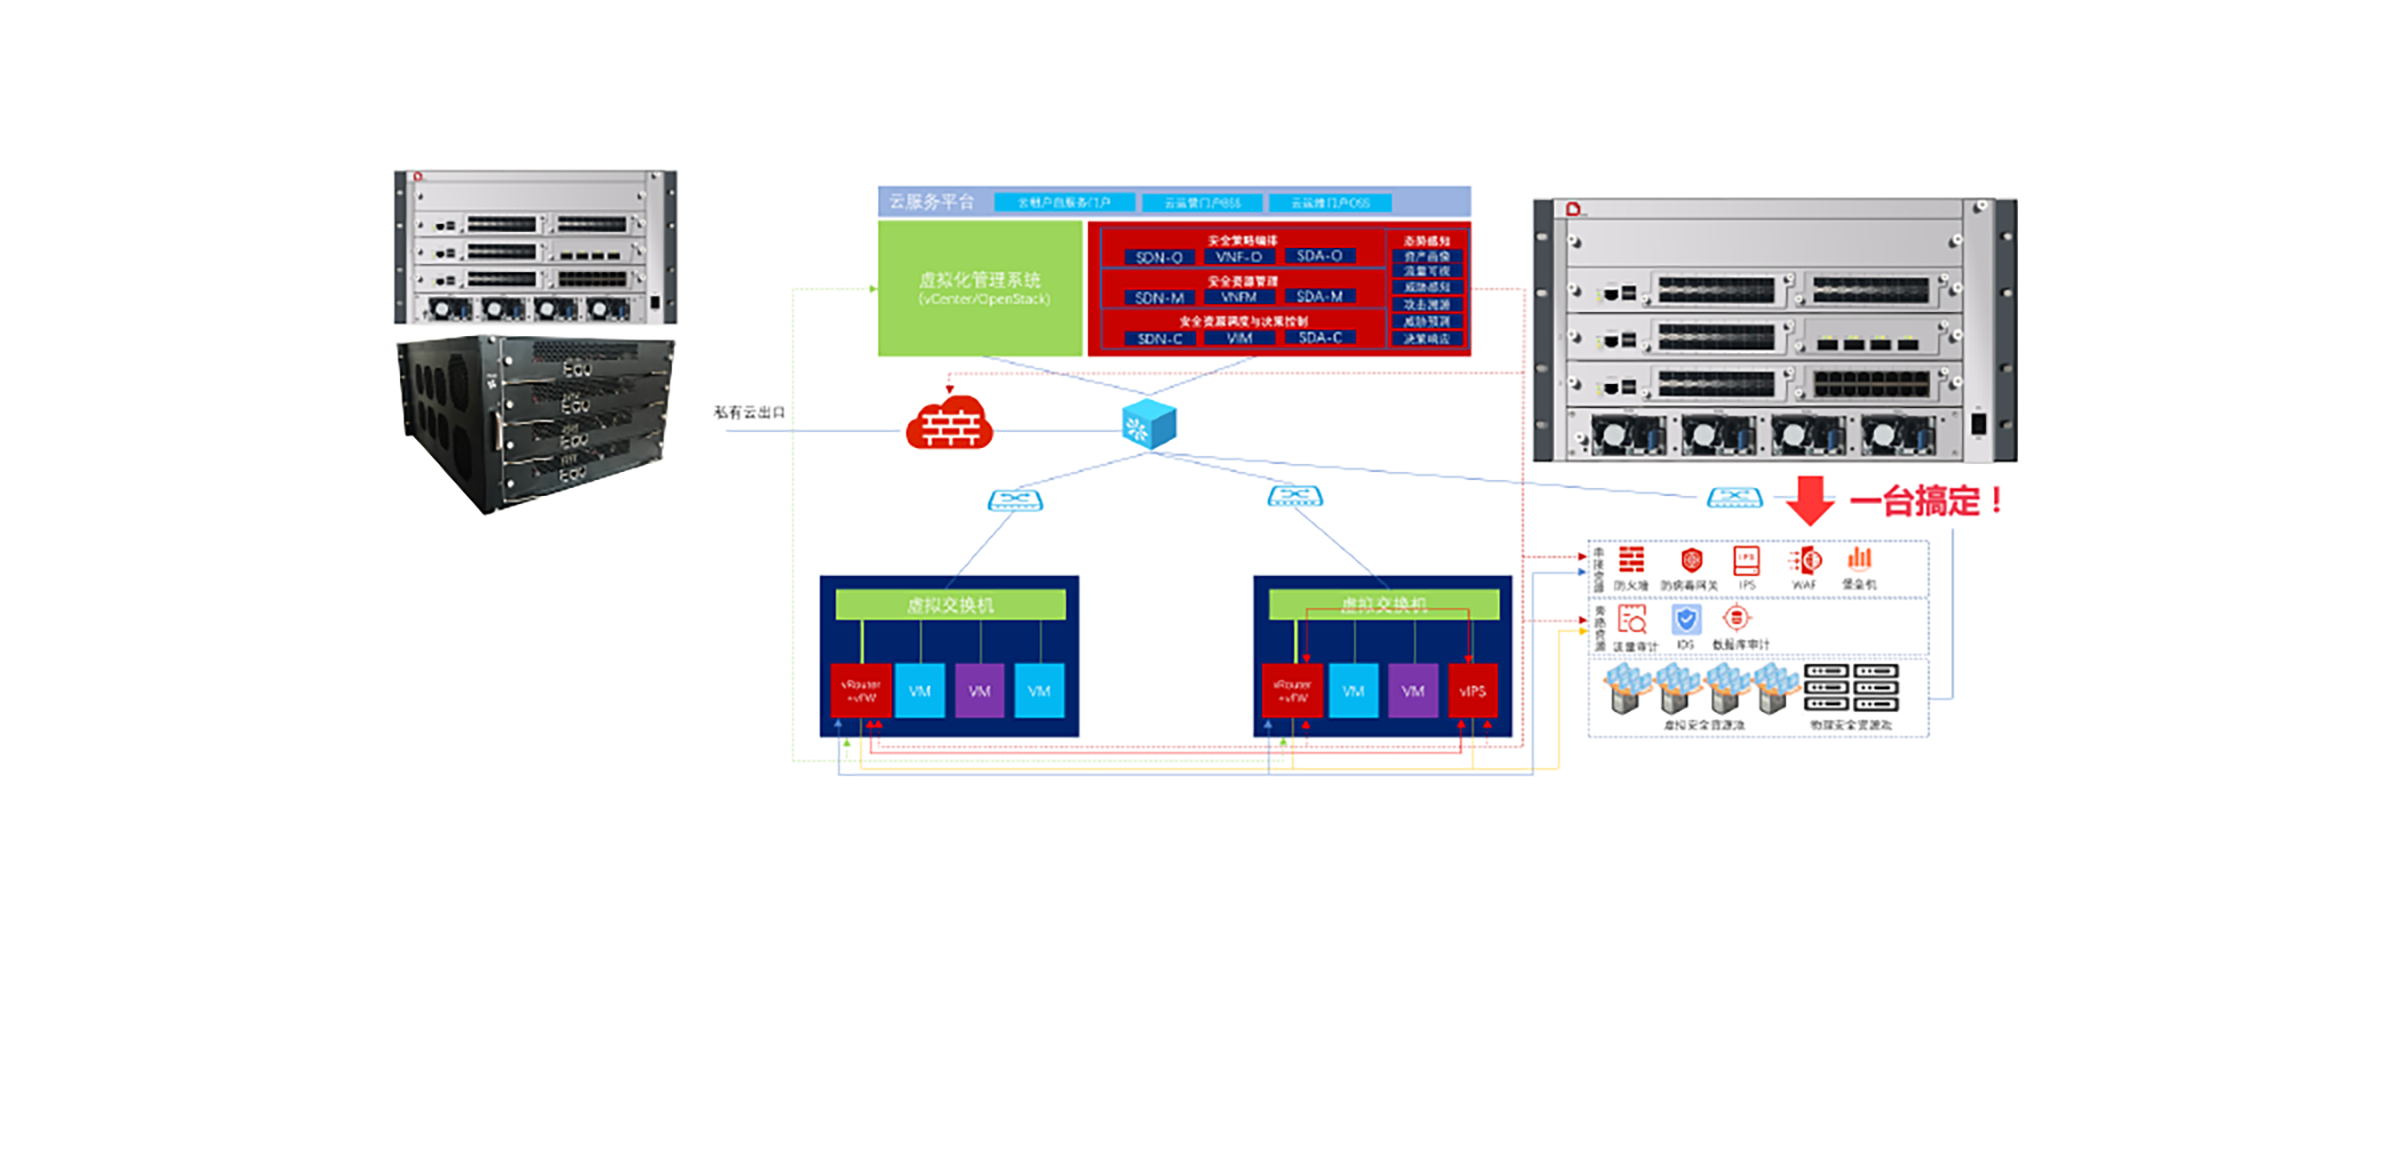 云服务平台
云租户自服务门户
云运营门户BSS
云运维门户OSS
虚拟化管理系统
(vCenter/OpenStack)
安全策略编排
SDN-O
VNF-O
SDA-O
安全资源管理
SDN-M
VNFM
SDA-M
安全资源调度与决策控制
SDN-C
VIM
SDA-C
态势感知
资产画像
流量可视
威胁感知
攻击溯源
威胁预测
决策响应
私有云出口
虚拟交换机
vRouter
+vFW
VM
VM
VM
虚拟交换机
vRouter
+vFW
VM
VM
vIPS
一台搞定！
串接资源
防火墙
防病毒网关
IPS
IPS
WAF
堡垒机
旁路资源
流量审计
IDS
数据库审计
虚拟安全资源池
物理安全资源池